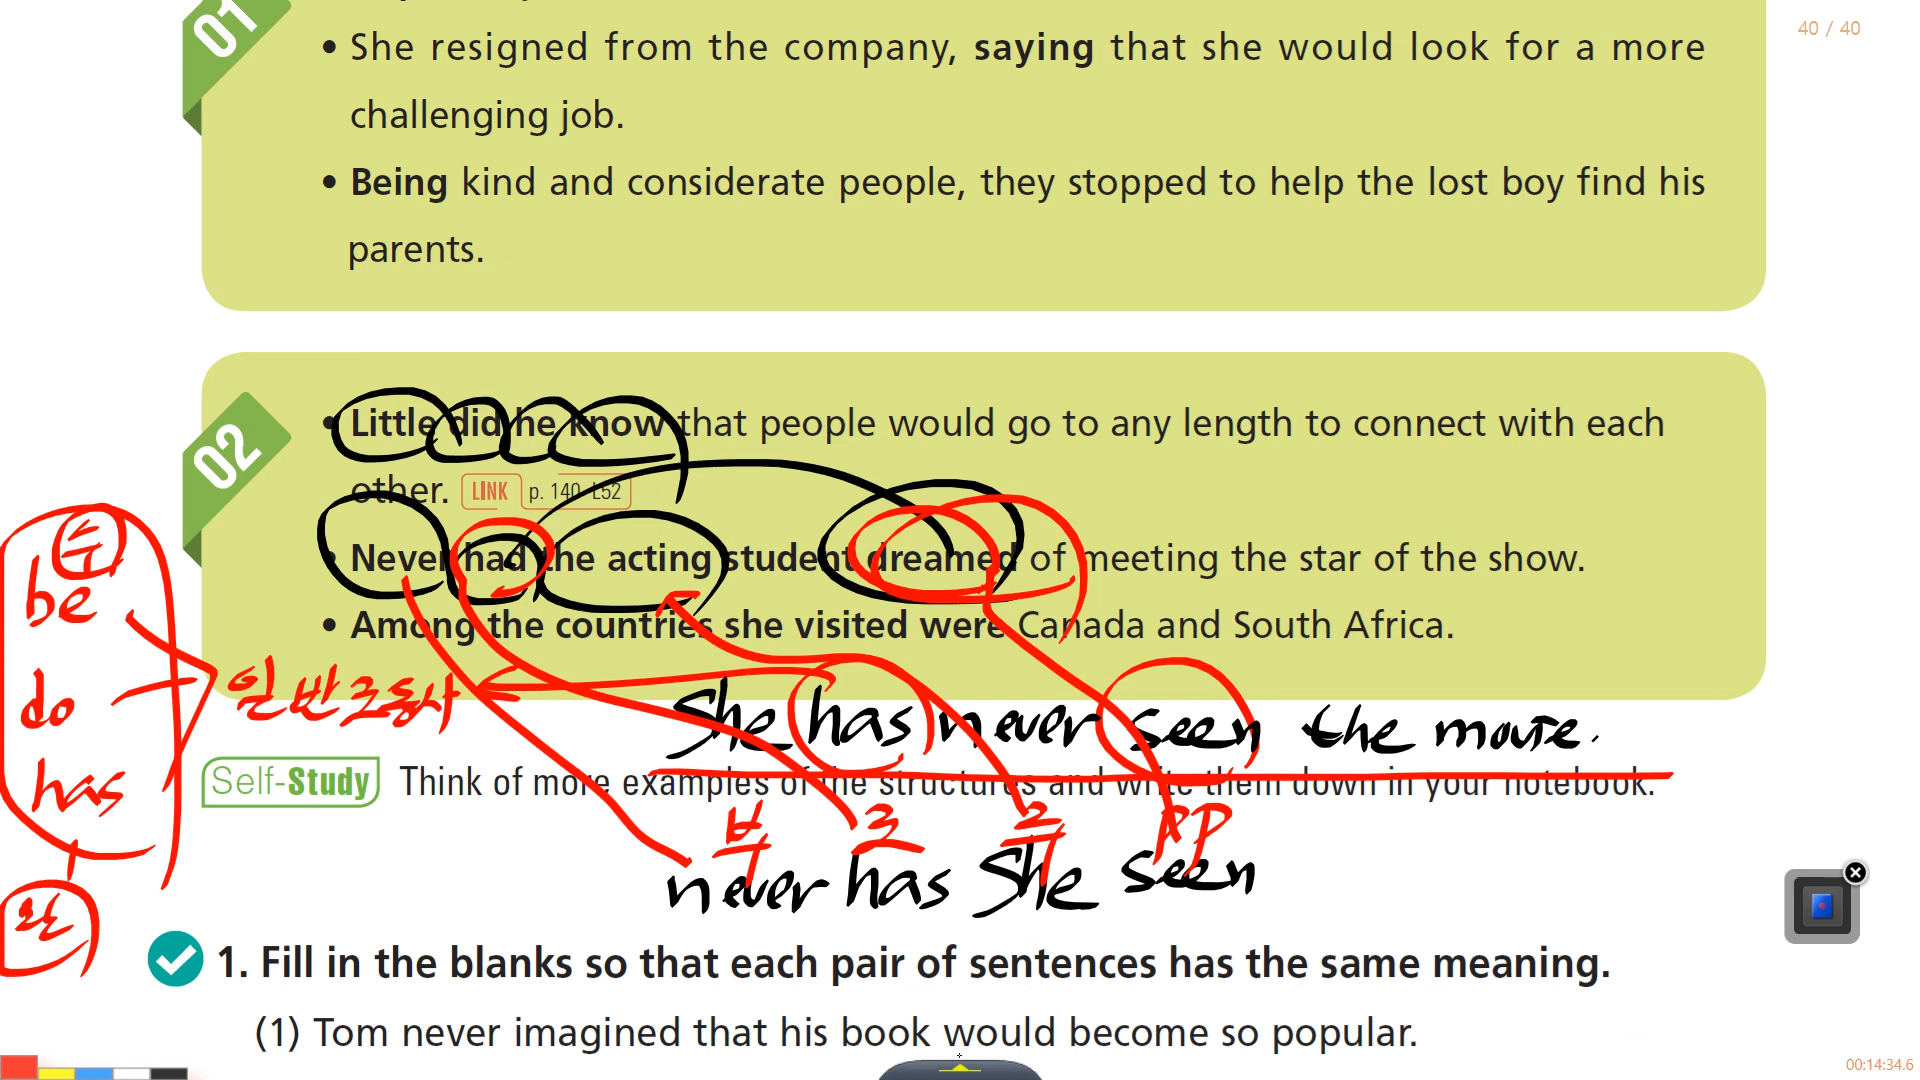 40 / 40
01
• She resigned from the company, saying that she would look for a more
challenging job.
• Being kind and considerate people, they stopped to help the lost boy find his
parents.
02
• Little did he know that people would go to any length to connect with each
other. LINK p. 140 L52
• Never had the acting student dreamed of meeting the star of the show.
• Among the countries she visited were Canada and South Africa.
수
be
do
has
완
일반동사
She has never seen the movie.
Self-Study Think of more examples of the structures and write them down in your notebook.
부 조 주 PP
never has She seen
1. Fill in the blanks so that each pair of sentences has the same meaning.
(1) Tom never imagined that his book would become so popular.
00:14:34.6